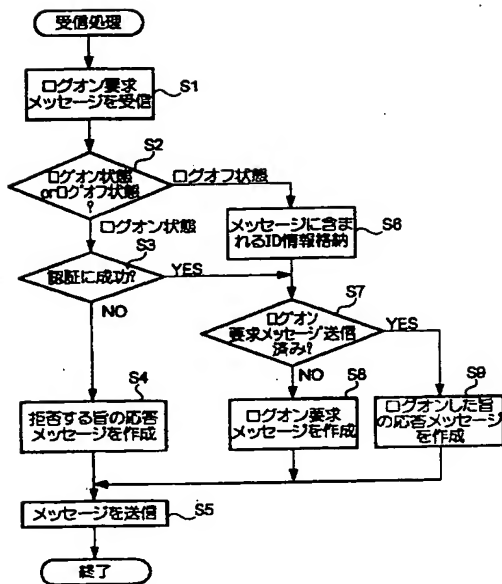 受信処理
ログオン要求
メッセージを受信
S1
S2
ログオン状態
orログオフ状態
?
ログオフ状態
ログオン状態
メッセージに含ま
れるID情報格納
S6
S3
認証に成功?
YES
NO
S7
ログオン
要求メッセージ送信
済み?
YES
NO
S4
拒否する旨の応答
メッセージを作成
S8
ログオン要求
メッセージを作成
S9
ログオンした旨
の応答メッセージ
を作成
メッセージを送信
S5
終了